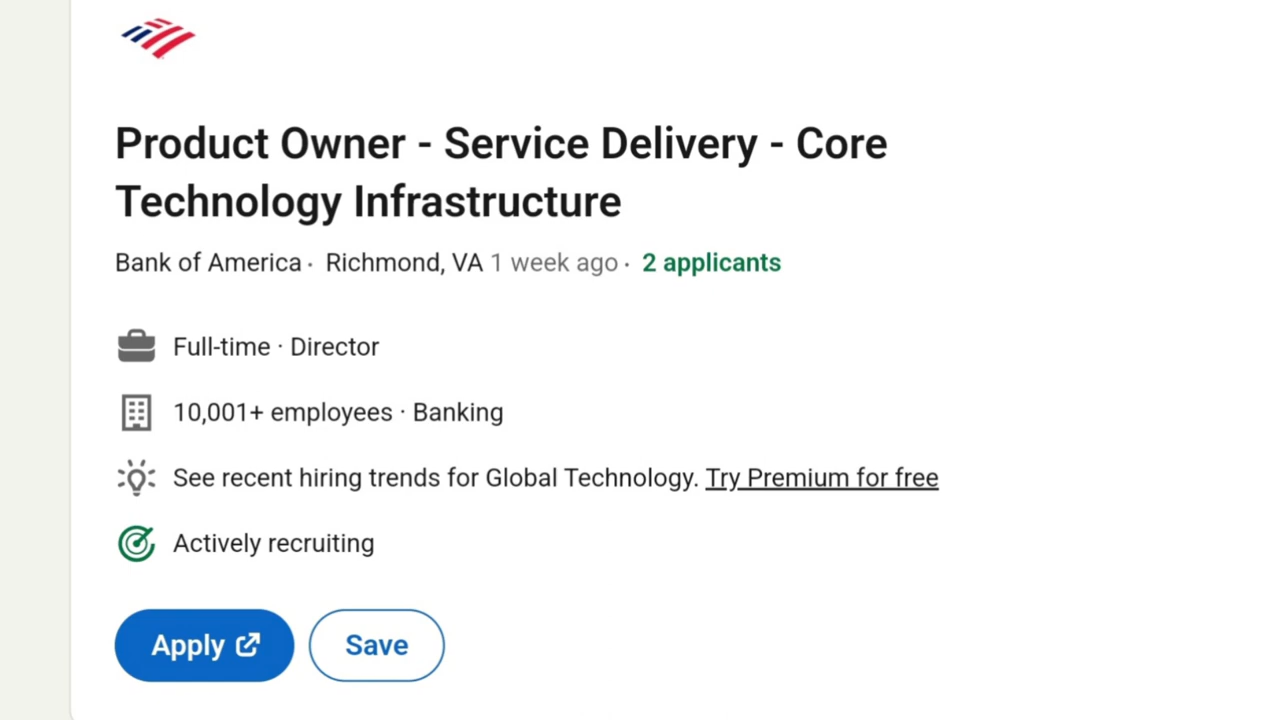 Product Owner - Service Delivery - Core
Technology Infrastructure
Bank of America · Richmond, VA 1 week ago · 2 applicants
Full-time · Director
10,001+ employees · Banking
See recent hiring trends for Global Technology. Try Premium for free
Actively recruiting
Apply
Save